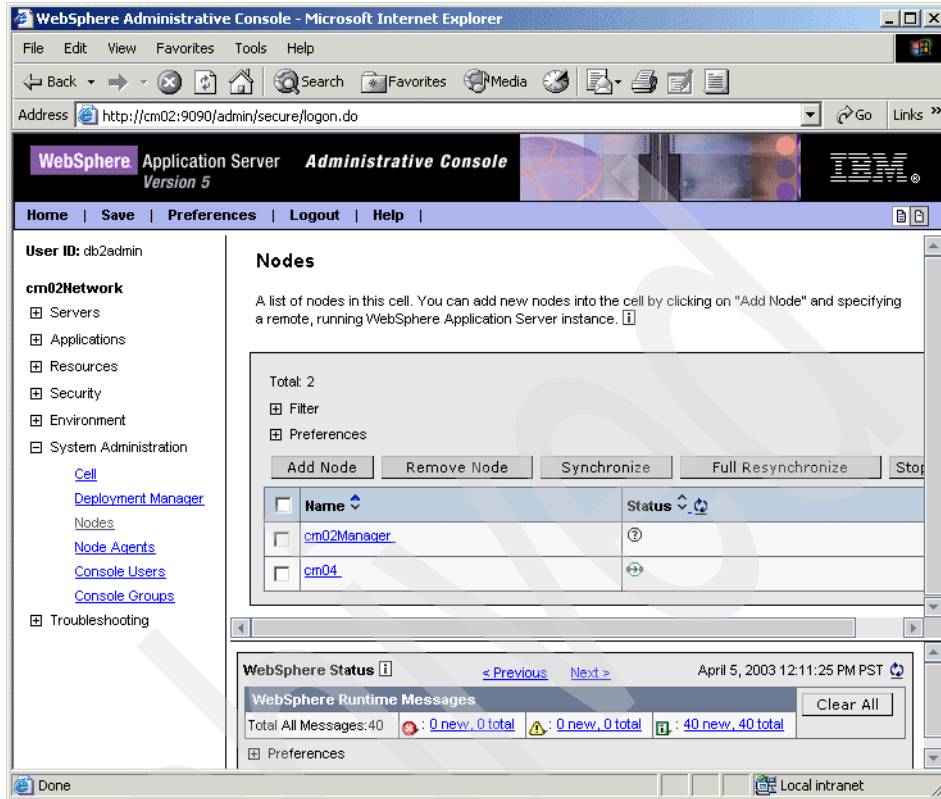 WebSphere Administrative Console - Microsoft Internet Explorer
File Edit View Favorites Tools Help
Back Search Favorites Media
Address http://cm02:9090/admin/secure/logon.do Go Links »
WebSphere Application Server Administrative Console
Version 5
IBM®
Home | Save | Preferences | Logout | Help |
User ID: db2admin
cm02Network
Servers
Applications
Resources
Security
Environment
System Administration
Cell
Deployment Manager
Nodes
Node Agents
Console Users
Console Groups
Troubleshooting
Nodes
A list of nodes in this cell. You can add new nodes into the cell by clicking on "Add Node" and specifying
a remote, running WebSphere Application Server instance. i
Total: 2
Filter
Preferences
Add Node Remove Node Synchronize Full Resynchronize Stop
Name Status
cm02Manager ?
cm04
WebSphere Status i < Previous Next > April 5, 2003 12:11:25 PM PST
WebSphere Runtime Messages
Clear All
Total All Messages:40 : 0 new, 0 total : 0 new, 0 total : 40 new, 40 total
Preferences
Done Local intranet